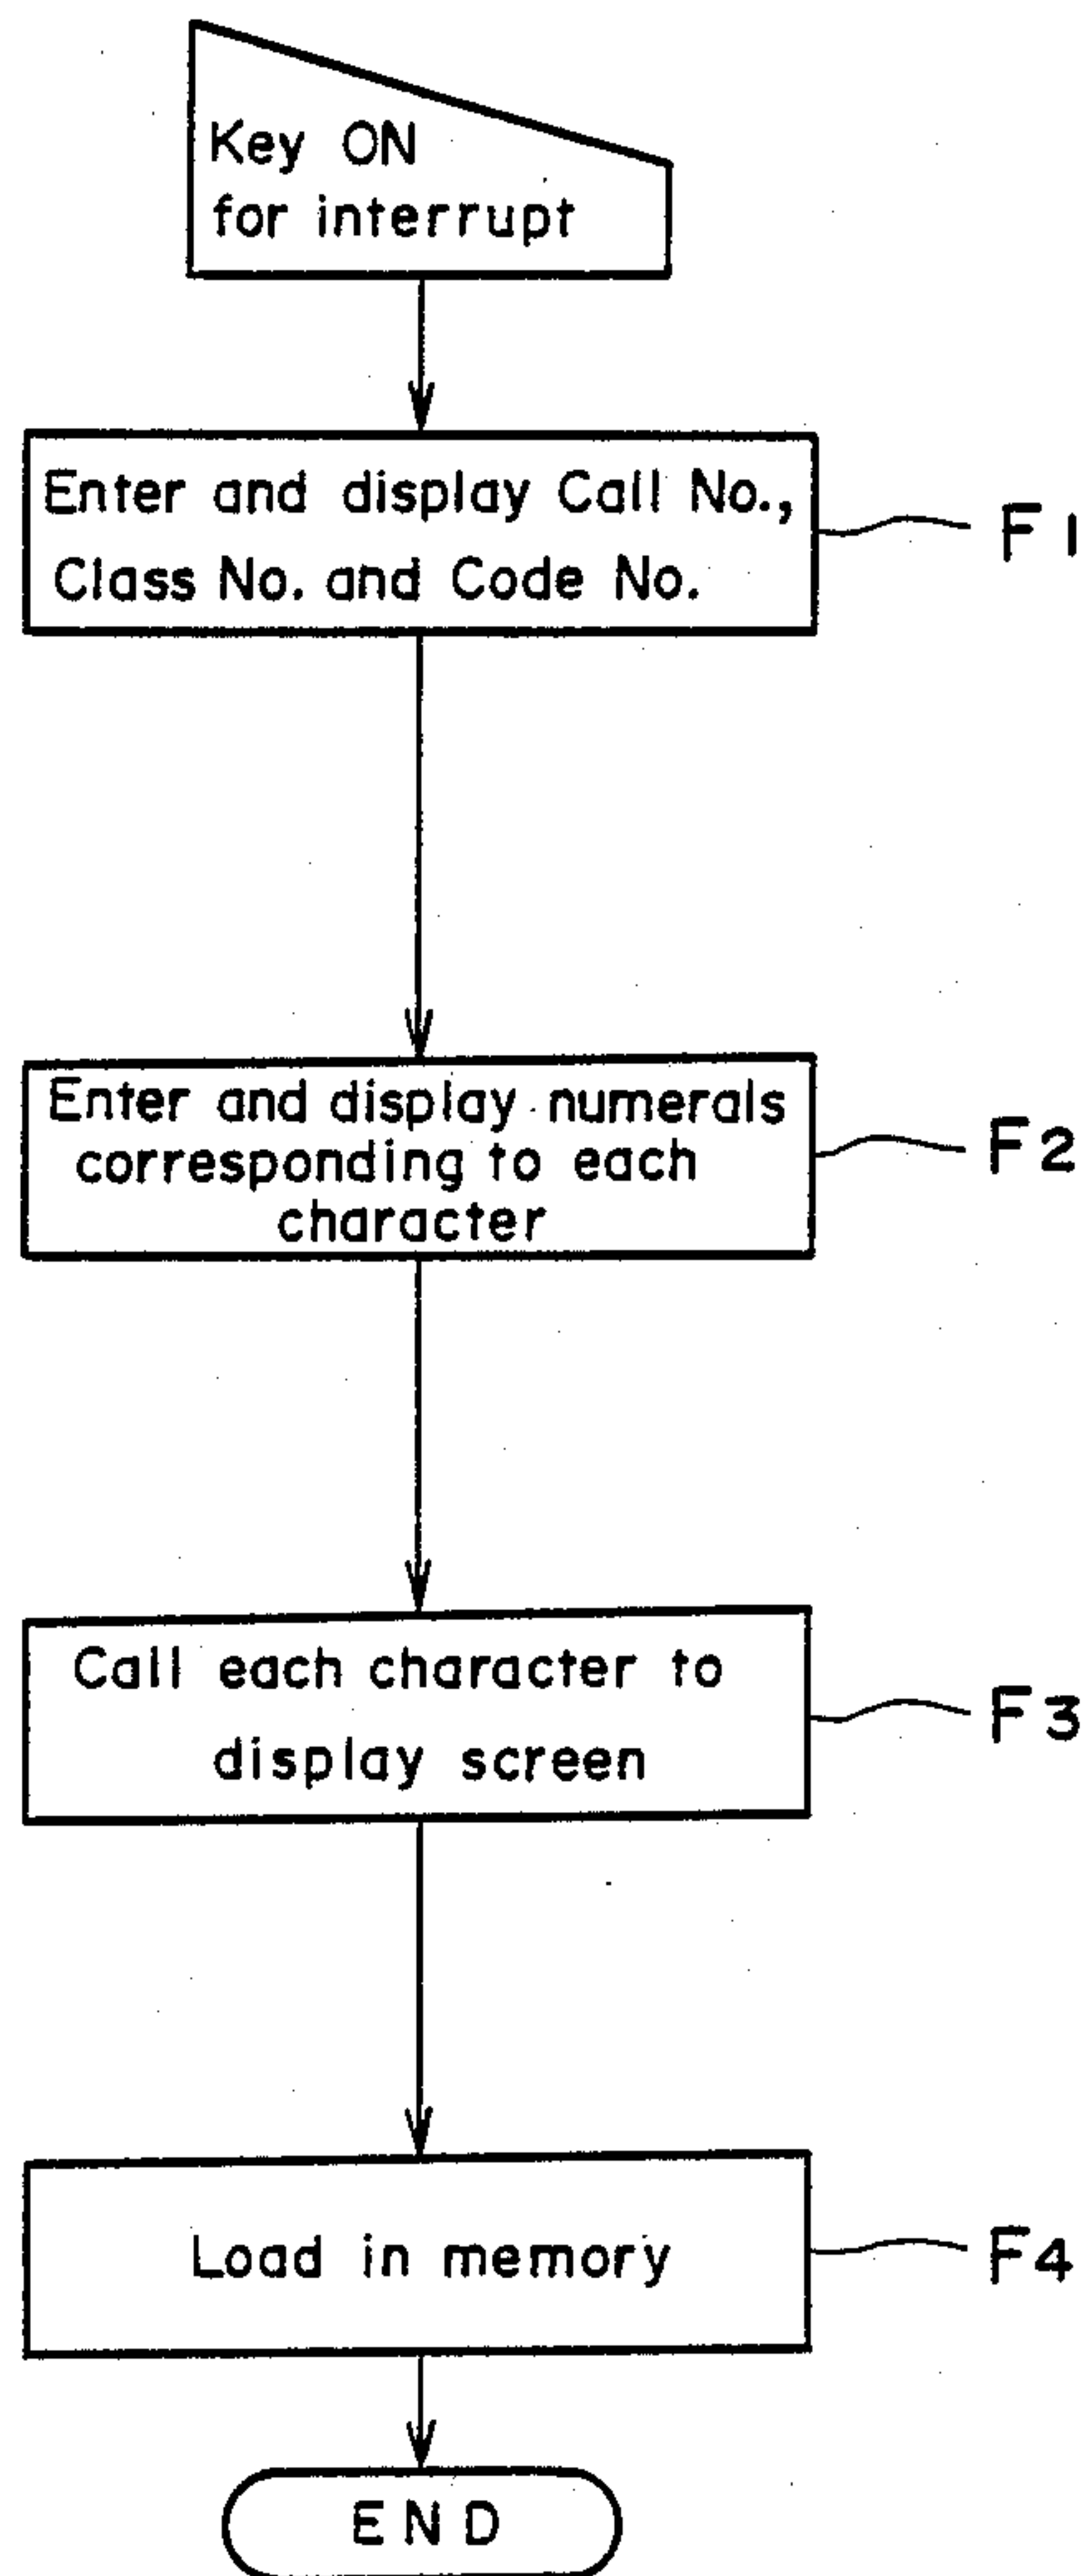 Key ON
for interrupt
Enter and display Call No.,
Class No. and Code No.
F1
Enter and display numerals
corresponding to each
character
F2
Call each character to
display screen
F3
Load in memory
F4
END